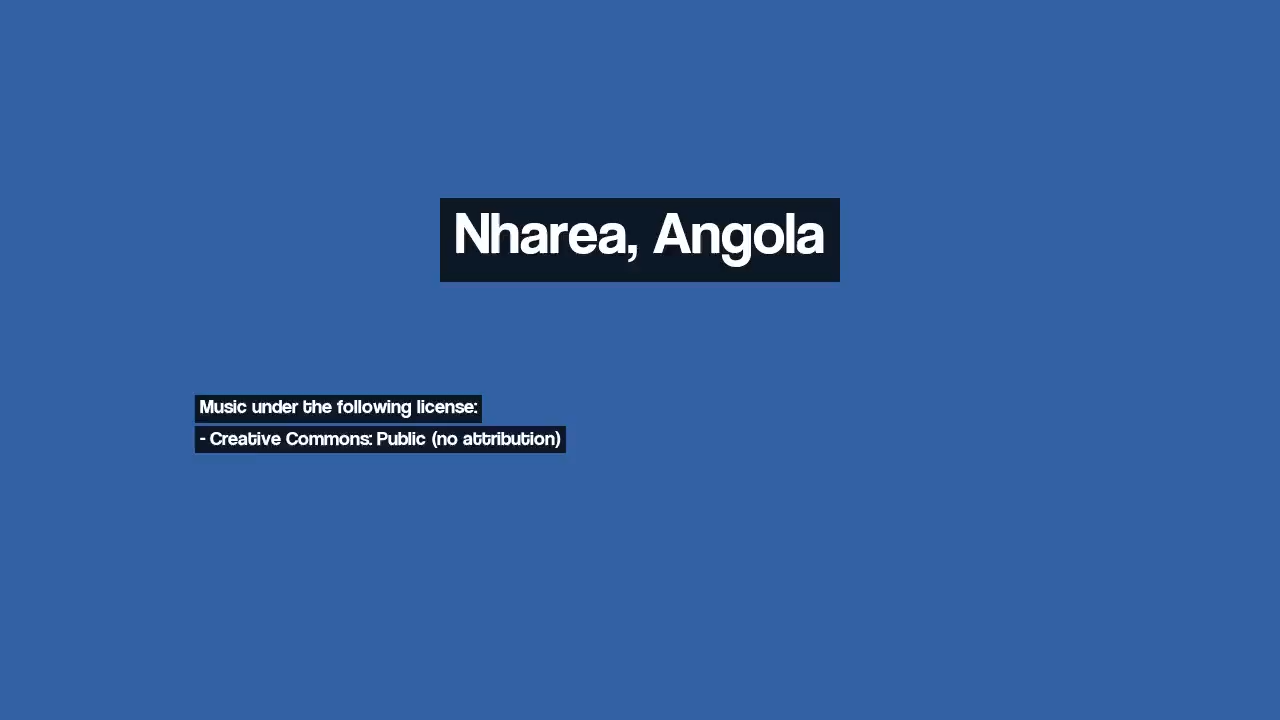 Nharea, Angola
Music under the following license:
- Creative Commons: Public (no attribution)